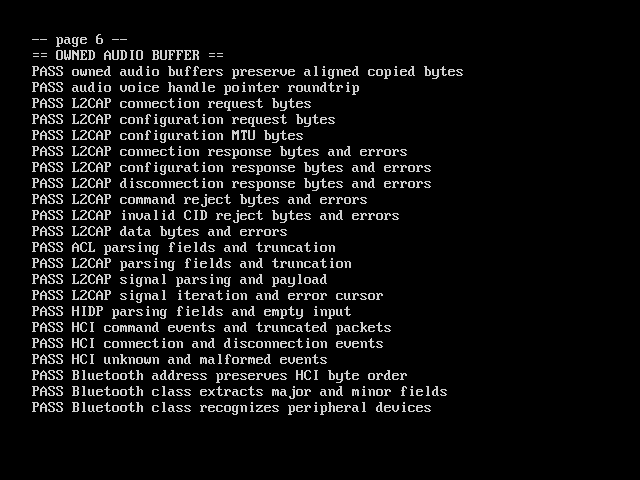 -- page 6 --
== OWNED AUDIO BUFFER ==
PASS owned audio buffers preserve aligned copied bytes
PASS audio voice handle pointer roundtrip
PASS L2CAP connection request bytes
PASS L2CAP configuration request bytes
PASS L2CAP configuration MTU bytes
PASS L2CAP connection response bytes and errors
PASS L2CAP configuration response bytes and errors
PASS L2CAP disconnection response bytes and errors
PASS L2CAP command reject bytes and errors
PASS L2CAP invalid CID reject bytes and errors
PASS L2CAP data bytes and errors
PASS ACL parsing fields and truncation
PASS L2CAP parsing fields and truncation
PASS L2CAP signal parsing and payload
PASS L2CAP signal iteration and error cursor
PASS HIDP parsing fields and empty input
PASS HCI command events and truncated packets
PASS HCI connection and disconnection events
PASS HCI unknown and malformed events
PASS Bluetooth address preserves HCI byte order
PASS Bluetooth class extracts major and minor fields
PASS Bluetooth class recognizes peripheral devices